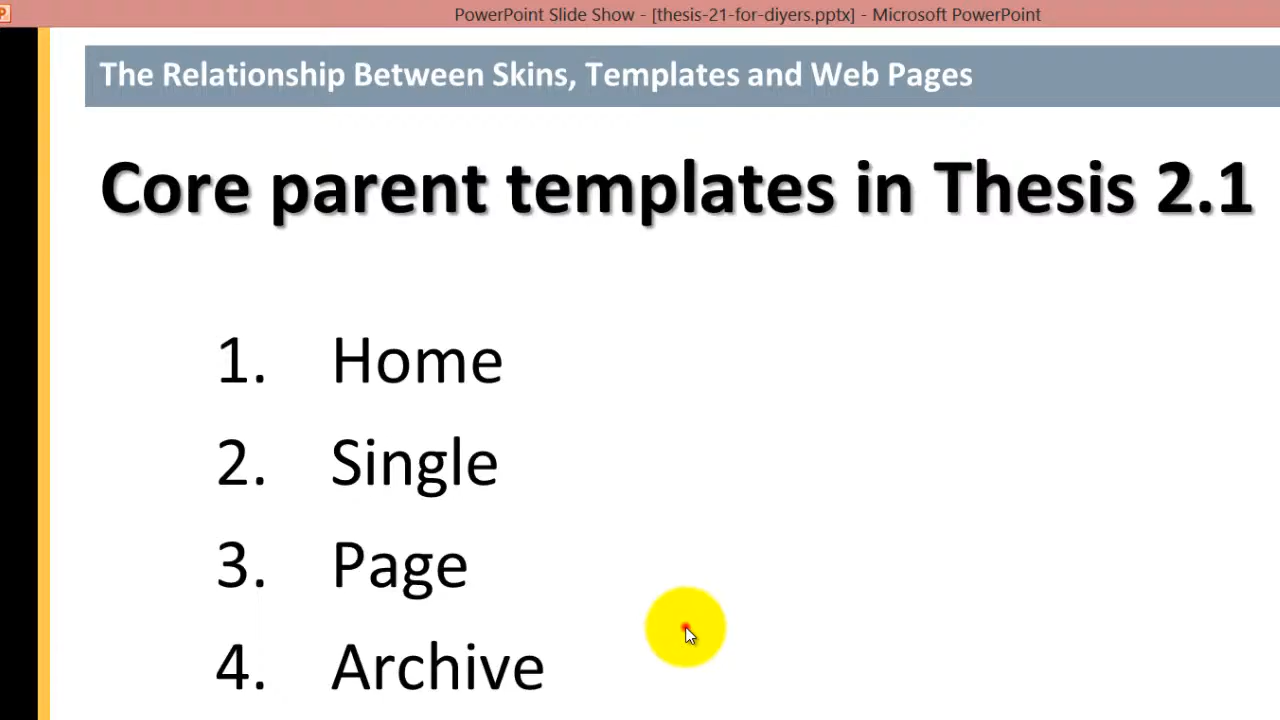 PowerPoint Slide Show - [thesis-21-for-diyers.pptx] - Microsoft PowerPoint
The Relationship Between Skins, Templates and Web Pages
Core parent templates in Thesis 2.1
1. Home
2. Single
3. Page
4. Archive